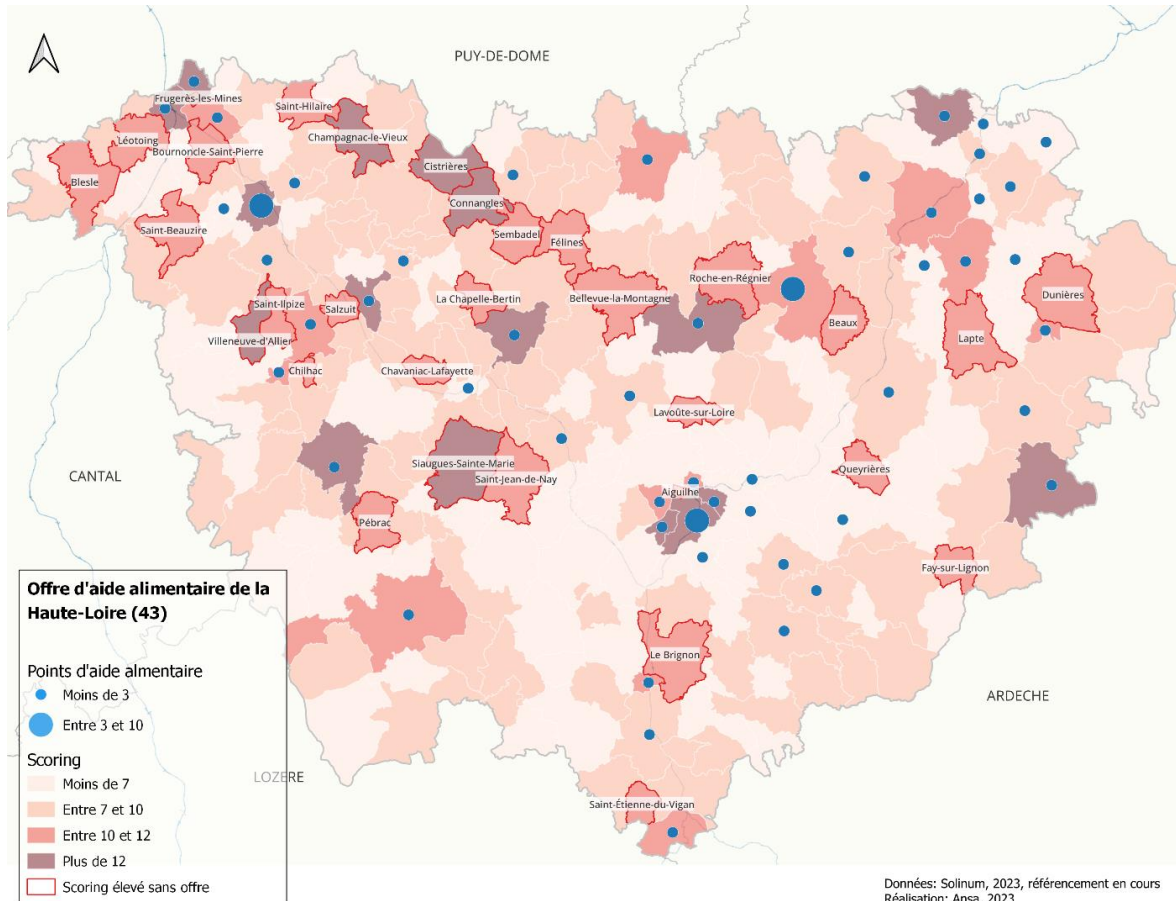 PUY-DE-DOME
Frugerès-les-Mines
Saint-Hilaire
Champagnac-le-Vieux
Léotoing
Bournoncle-Saint-Pierre
Cistrières
Blesle
Connangles
Saint-Beauzire
Sembadel
Félines
Roche-en-Régnier
La Chapelle-Bertin
Bellevue-la-Montagne
Dunières
Saint-Ilpize
Salzuit
Beaux
Lapte
Villeneuve-d'Allier
Chilhac
Chavaniac-Lafayette
Lavoûte-sur-Loire
CANTAL
Siaugues-Sainte-Marie
Saint-Jean-de-Nay
Queyrières
Aiguilhe
Pébrac
Fay-sur-Lignon
Le Brignon
ARDECHE
LOZERE
Saint-Étienne-du-Vigan
Offre d'aide alimentaire de la
Haute-Loire (43)
Points d'aide almentaire
Moins de 3
Entre 3 et 10
Scoring
Moins de 7
Entre 7 et 10
Entre 10 et 12
Plus de 12
Scoring élevé sans offre
Données: Solinum, 2023, référencement en cours
Réalisation: Ansa, 2023